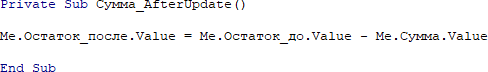 Private Sub Сумма_AfterUpdate()
Me.Остаток_после.Value = Me.Остаток_до.Value - Me.Сумма.Value
End Sub